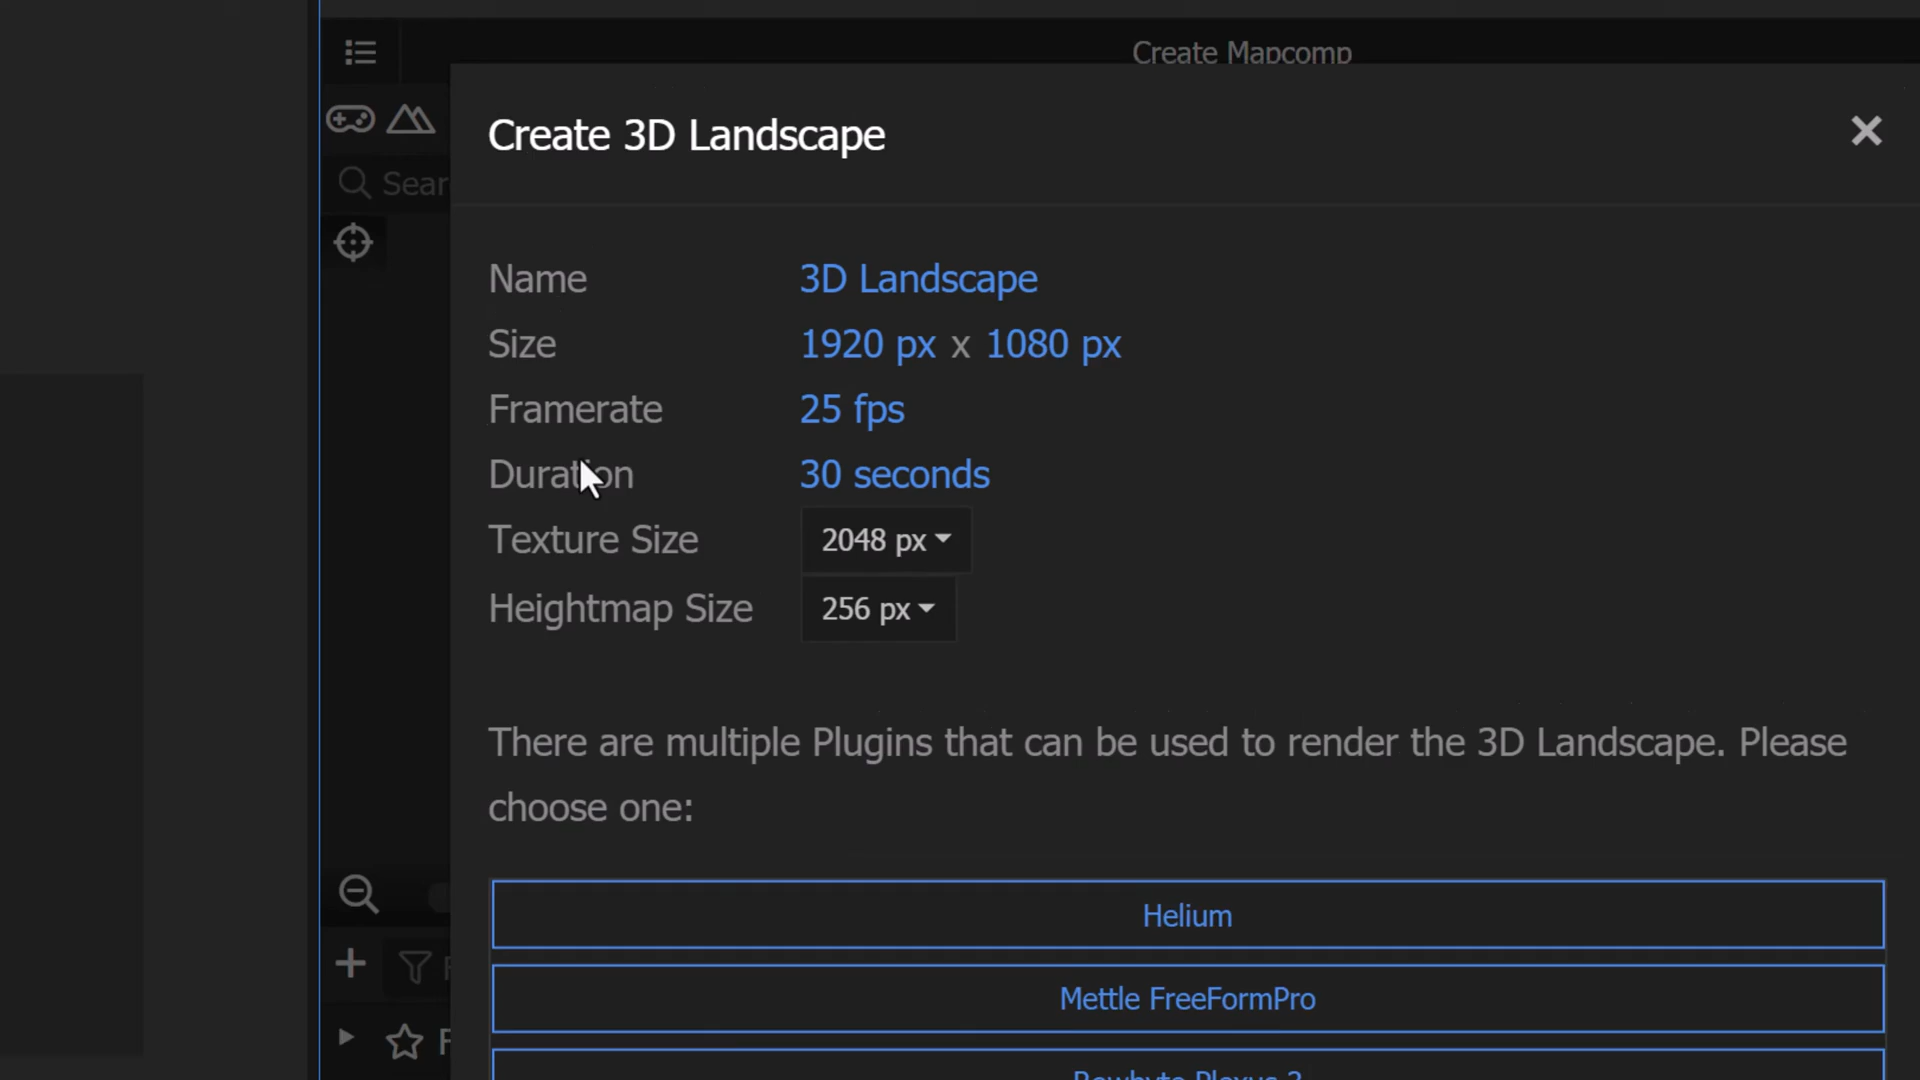 Create Mapcomp
Create 3D Landscape
Sear
Name 3D Landscape
Size 1920 px x 1080 px
Framerate 25 fps
Duration 30 seconds
Texture Size 2048 px
Heightmap Size 256 px
There are multiple Plugins that can be used to render the 3D Landscape. Please
choose one:
Helium
Mettle FreeFormPro